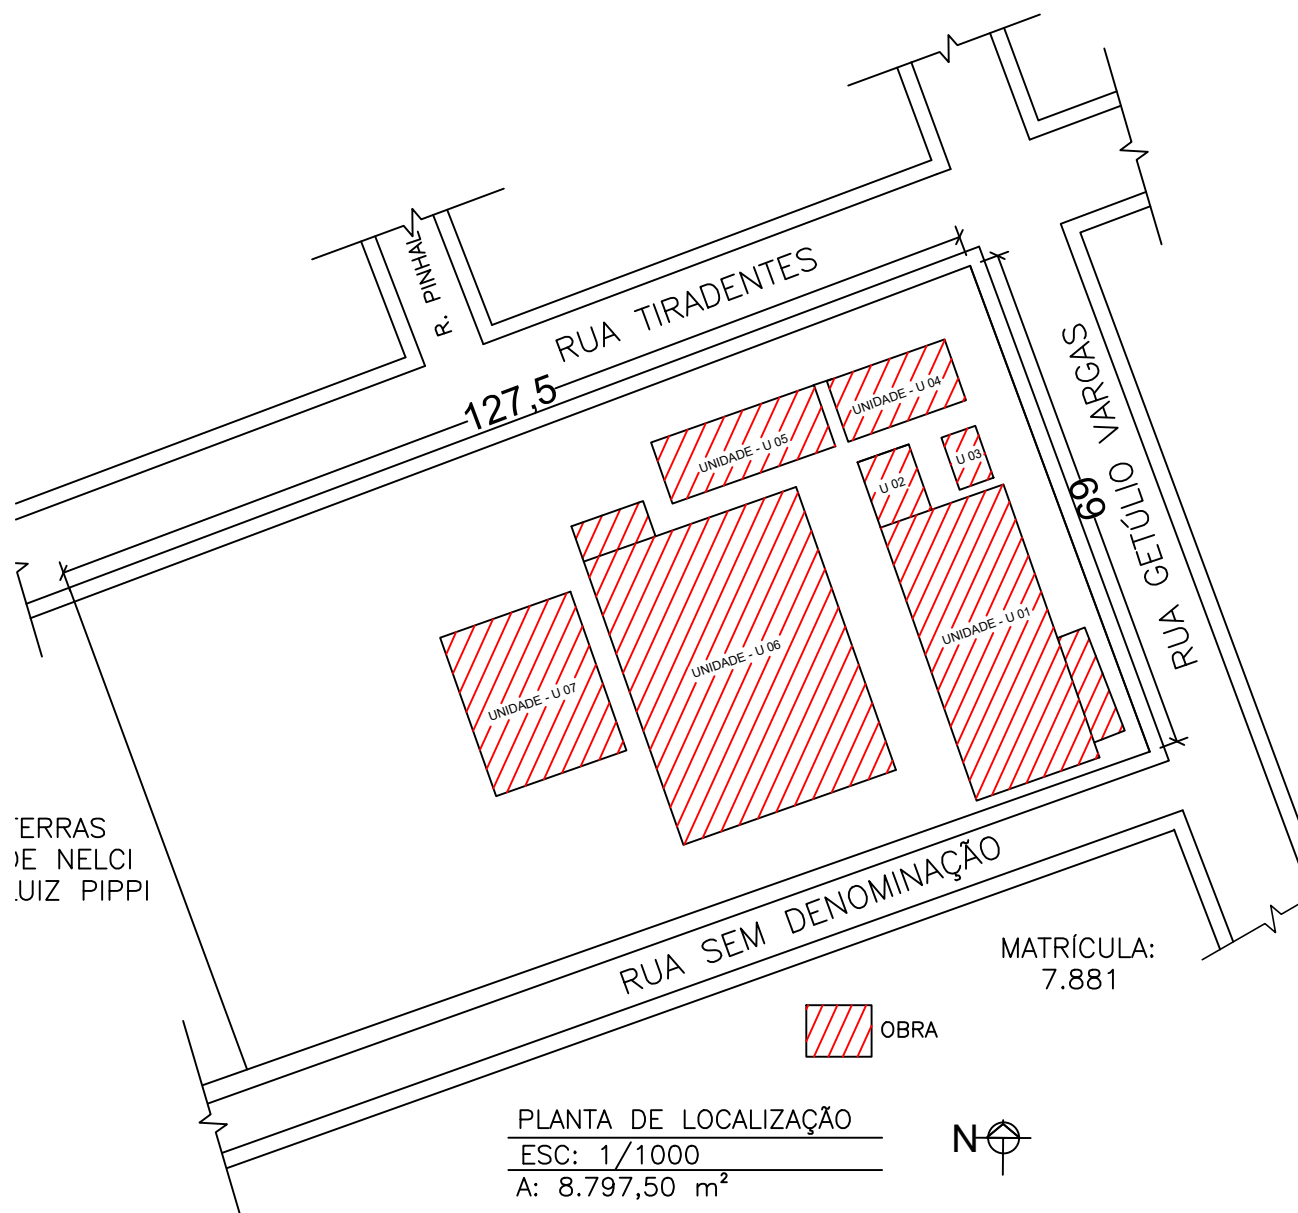 R. PINHAL
RUA TIRADENTES
127,5
RUA GETÚLIO VARGAS
69
UNIDADE - U 04
UNIDADE - U 05
U 03
U 02
UNIDADE - U 01
UNIDADE - U 06
UNIDADE - U 07
ERRAS
DE NELCI
LUIZ PIPPI
RUA SEM DENOMINAÇÃO
MATRÍCULA:
7.881
OBRA
PLANTA DE LOCALIZAÇÃO
ESC: 1/1000
A: 8.797,50 m²
N